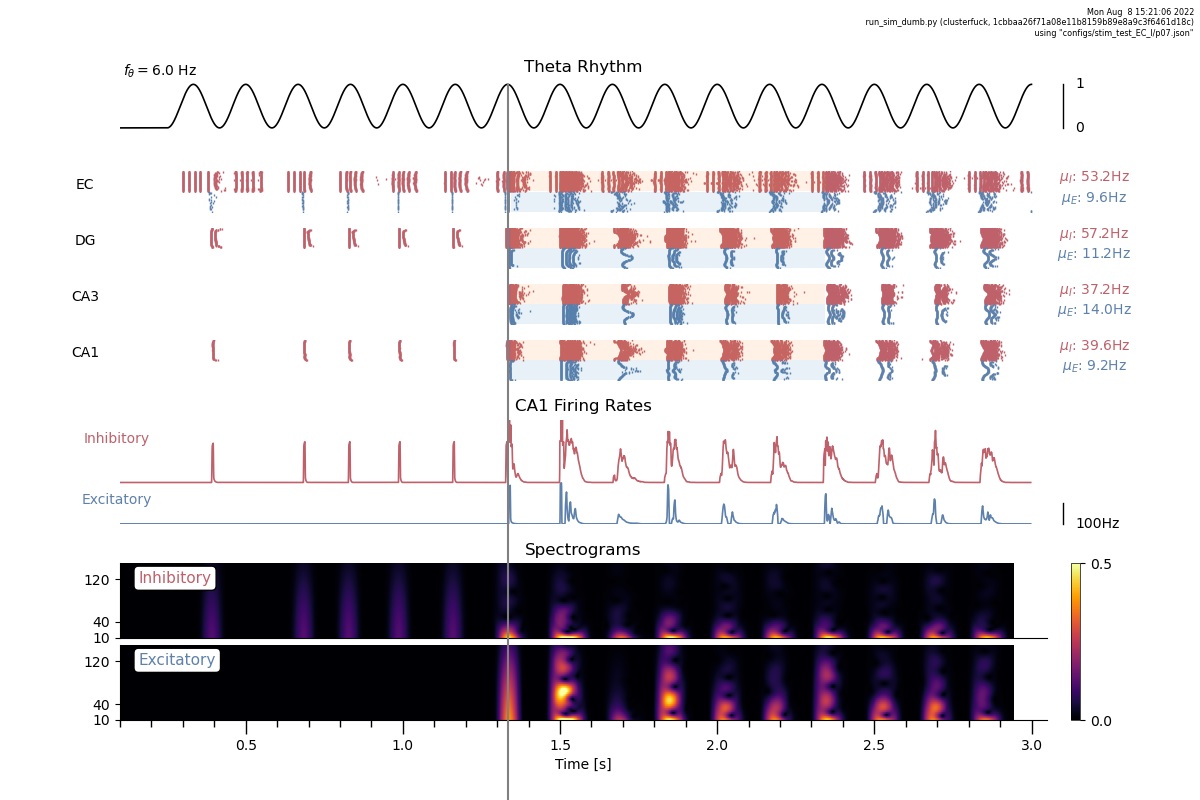 Mon Aug  8 15:21:06 2022
run_sim_dumb.py (clusterfuck, 1cbbaa26f71a08e11b8159b89e8a9c3f6461d18c)
using "configs/stim_test_EC_I/p07.json"
Theta Rhythm
fθ = 6.0 Hz
1
0
EC
μI: 53.2Hz
μE: 9.6Hz
DG
μI: 57.2Hz
μE: 11.2Hz
CA3
μI: 37.2Hz
μE: 14.0Hz
CA1
μI: 39.6Hz
μE: 9.2Hz
CA1 Firing Rates
Inhibitory
Excitatory
100Hz
Spectrograms
Inhibitory
120
40
10
Excitatory
120
40
10
0.5
0.0
0.5
1.0
1.5
2.0
2.5
3.0
Time [s]